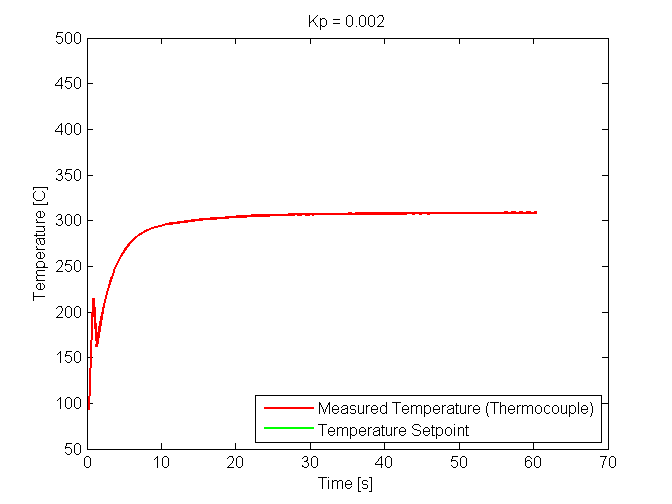 Kp = 0.002
500
450
400
350
300
250
200
150
100
50
Temperature [C]
Measured Temperature (Thermocouple)
Temperature Setpoint
0 10 20 30 40 50 60 70
Time [s]